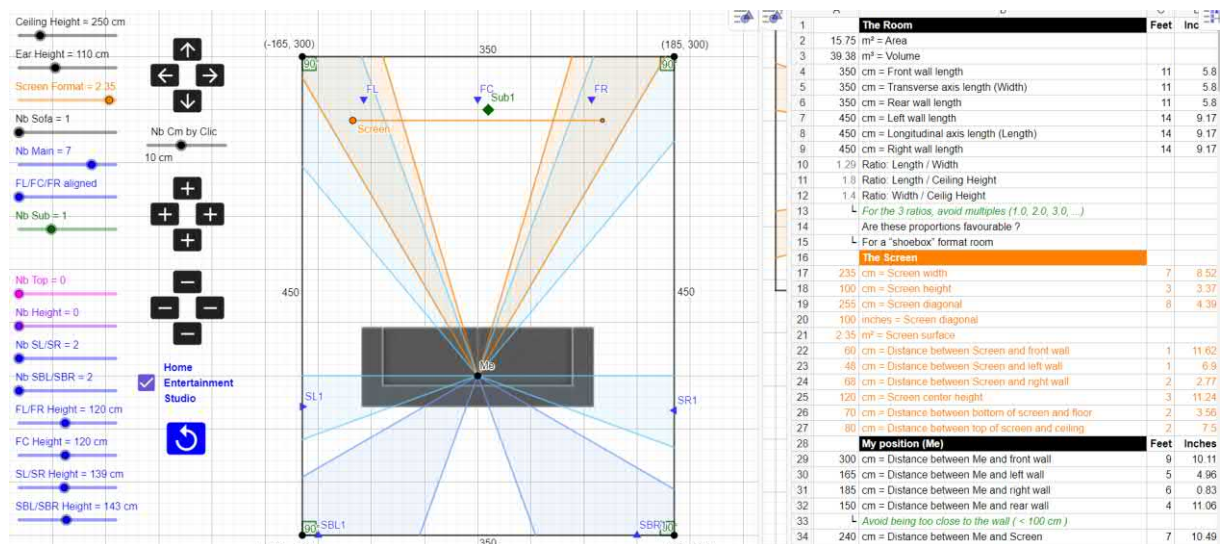 Ceiling Height = 250 cm
Ear Height = 110 cm
Screen Format = 2.35
Nb Sofa = 1
Nb Main = 7
FL/FC/FR aligned
Nb Sub = 1
Nb Top = 0
Nb Height = 0
Nb SL/SR = 2
Nb SBL/SBR = 2
FL/FR Height = 120 cm
FC Height = 120 cm
SL/SR Height = 139 cm
SBL/SBR Height = 143 cm
Nb Cm by Clic
10 cm
Home
Entertainment
Studio
(-165, 300)
350
(185, 300)
90
90
FL
FC
FR
Sub1
Screen
450
450
Me
SL1
SR1
90
SBL1
SBR1
90
350
A
1 The Room Feet
2 15.75 m² = Area
3 39.38 m³ = Volume
4 350 cm = Front wall length 11 5.8
5 350 cm = Transverse axis length (Width) 11 5.8
6 350 cm = Rear wall length 11 5.8
7 450 cm = Left wall length 14 9.17
8 450 cm = Longitudinal axis length (Length) 14 9.17
9 450 cm = Right wall length 14 9.17
10 1.29 Ratio: Length / Width
11 1.8 Ratio: Length / Ceiling Height
12 1.4 Ratio: Width / Ceilig Height
13 └ For the 3 ratios, avoid multiples (1.0, 2.0, 3.0, ...)
14 Are these proportions favourable ?
15 └ For a "shoebox" format room
16 The Screen
17 235 cm = Screen width 7 8.52
18 100 cm = Screen height 3 3.37
19 255 cm = Screen diagonal 8 4.39
20 100 inches = Screen diagonal
21 2.35 m² = Screen surface
22 60 cm = Distance between Screen and front wall 1 11.62
23 48 cm = Distance between Screen and left wall 1 6.9
24 68 cm = Distance between Screen and right wall 2 2.77
25 120 cm = Screen center height 3 11.24
26 70 cm = Distance between bottom of screen and floor 2 3.56
27 80 cm = Distance between top of screen and ceiling 2 7.5
28 My position (Me) Feet Inches
29 300 cm = Distance between Me and front wall 9 10.11
30 165 cm = Distance between Me and left wall 5 4.96
31 185 cm = Distance between Me and right wall 6 0.83
32 150 cm = Distance between Me and rear wall 4 11.06
33 └ Avoid being too close to the wall ( < 100 cm )
34 240 cm = Distance between Me and Screen 7 10.49